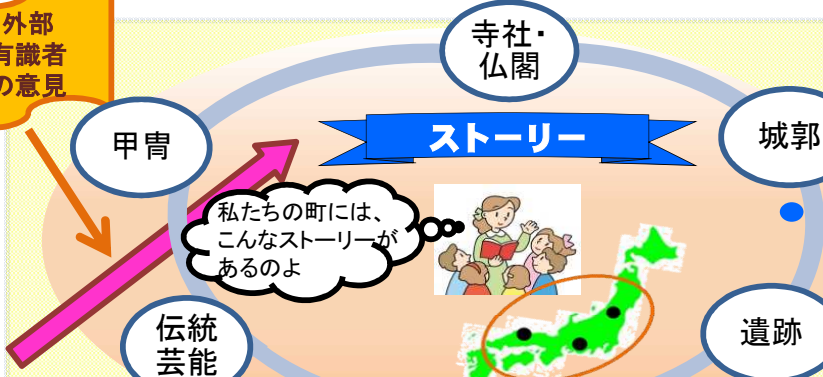 外部
有識者
の意見
寺社・
仏閣
甲冑
ストーリー
城郭
私たちの町には、
こんなストーリーが
あるのよ
伝統
芸能
遺跡